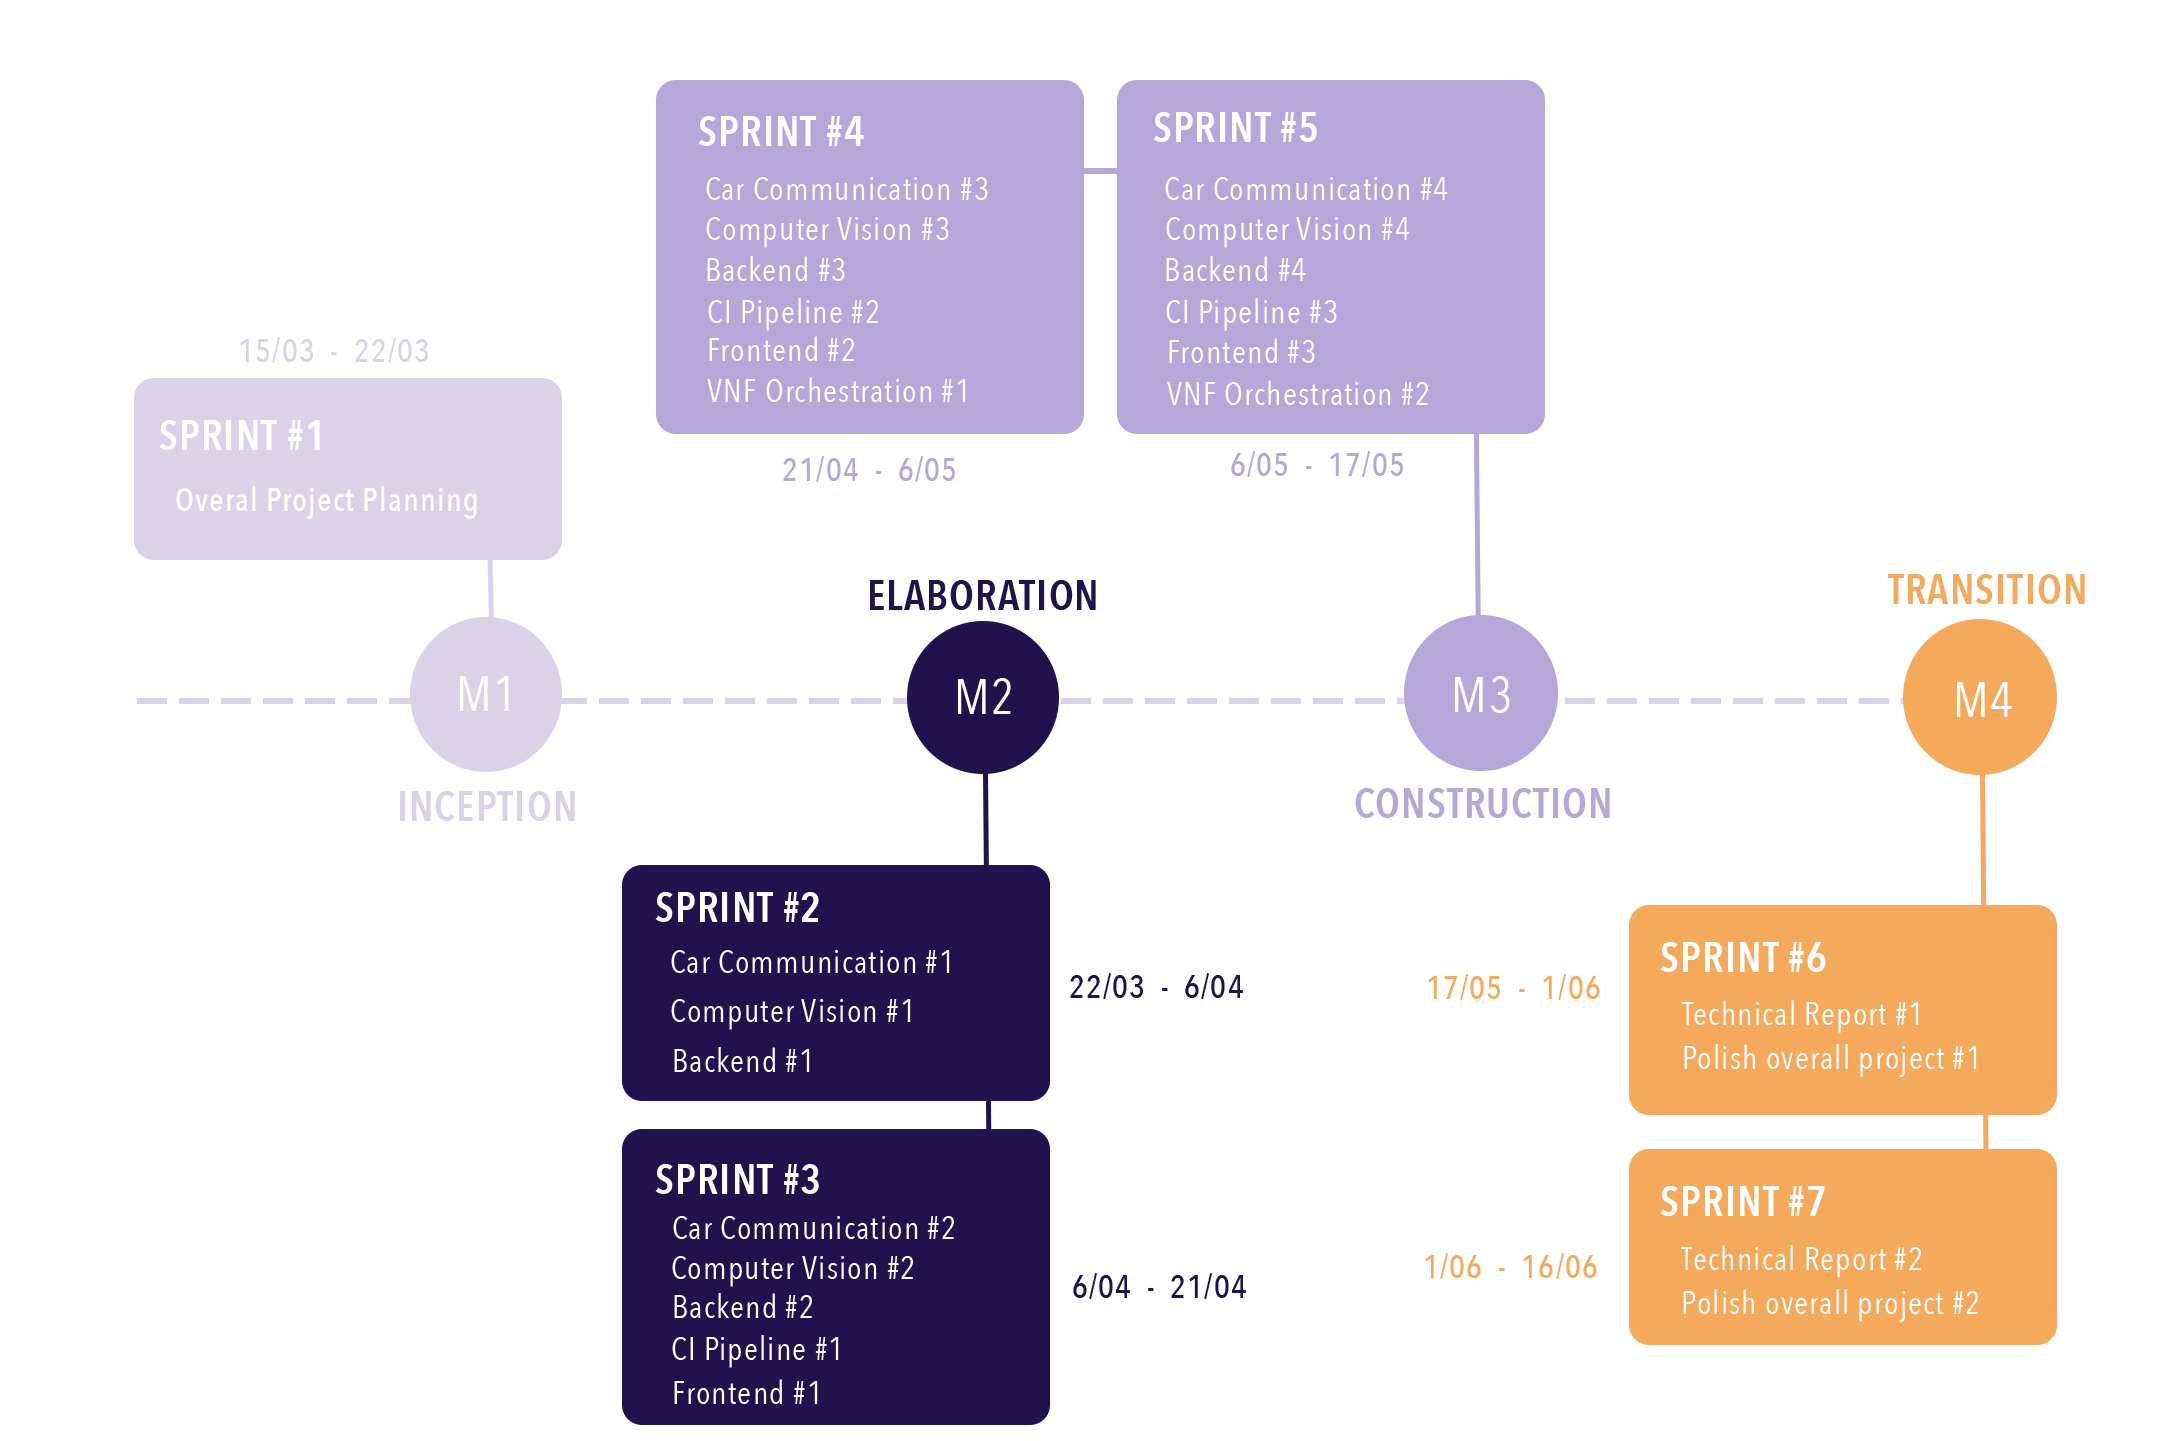 15/03 - 22/03
SPRINT #1
Overal Project Planning
M1
INCEPTION
ELABORATION
M2
SPRINT #2
Car Communication #1
Computer Vision #1
Backend #1
22/03 - 6/04
SPRINT #3
Car Communication #2
Computer Vision #2
Backend #2
CI Pipeline #1
Frontend #1
6/04 - 21/04
SPRINT #4
Car Communication #3
Computer Vision #3
Backend #3
CI Pipeline #2
Frontend #2
VNF Orchestration #1
21/04 - 6/05
SPRINT #5
Car Communication #4
Computer Vision #4
Backend #4
CI Pipeline #3
Frontend #3
VNF Orchestration #2
6/05 - 17/05
M3
CONSTRUCTION
TRANSITION
M4
SPRINT #6
Technical Report #1
Polish overall project #1
17/05 - 1/06
SPRINT #7
Technical Report #2
Polish overall project #2
1/06 - 16/06